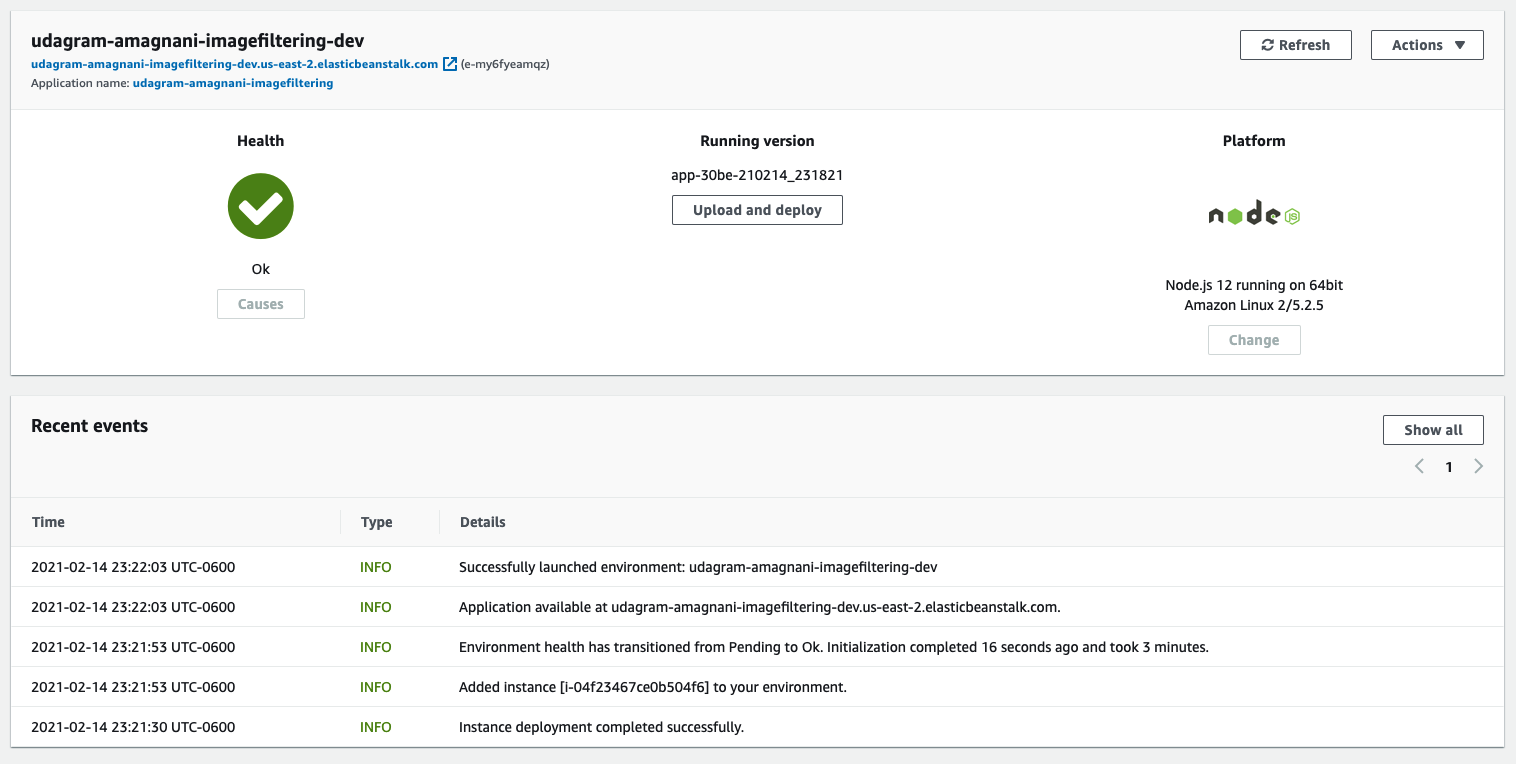 udagram-amagnani-imagefiltering-dev
Refresh
Actions
udagram-amagnani-imagefiltering-dev.us-east-2.elasticbeanstalk.com (e-my6fyeamqz)
Application name: udagram-amagnani-imagefiltering
Health
Ok
Causes
Running version
app-30be-210214_231821
Upload and deploy
Platform
node JS
Node.js 12 running on 64bit
Amazon Linux 2/5.2.5
Change
Recent events
Show all
1
Time Type Details
2021-02-14 23:22:03 UTC-0600 INFO Successfully launched environment: udagram-amagnani-imagefiltering-dev
2021-02-14 23:22:03 UTC-0600 INFO Application available at udagram-amagnani-imagefiltering-dev.us-east-2.elasticbeanstalk.com.
2021-02-14 23:21:53 UTC-0600 INFO Environment health has transitioned from Pending to Ok. Initialization completed 16 seconds ago and took 3 minutes.
2021-02-14 23:21:53 UTC-0600 INFO Added instance [i-04f23467ce0b504f6] to your environment.
2021-02-14 23:21:30 UTC-0600 INFO Instance deployment completed successfully.